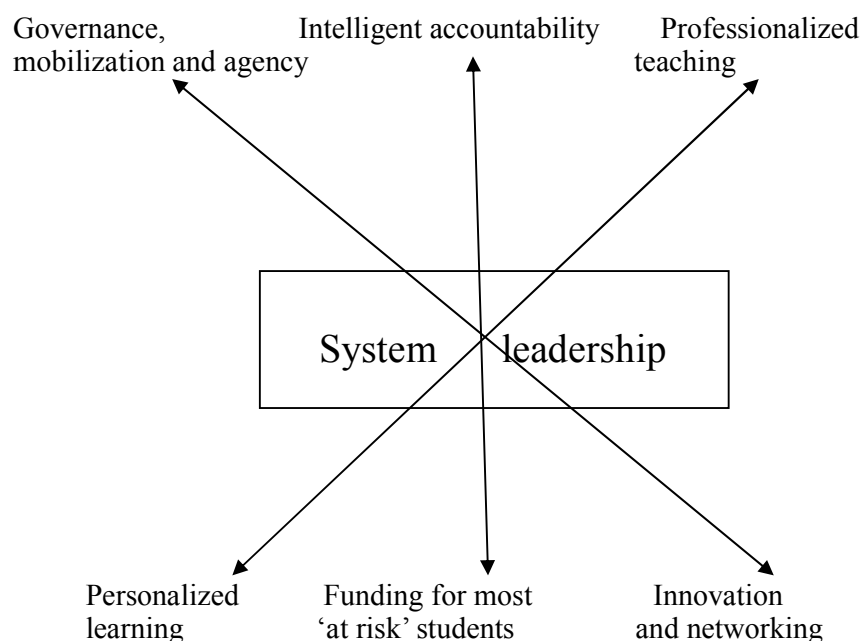 Governance,
mobilization and agency
Intelligent accountability
Professionalized
teaching
System leadership
Personalized
learning
Funding for most
‘at risk’ students
Innovation
and networking